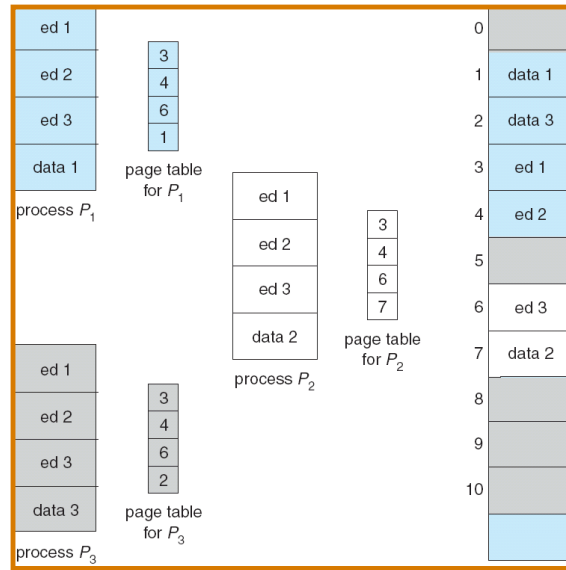 ed 1
ed 2
ed 3
data 1
process P1
3
4
6
1
page table
for P1
ed 1
ed 2
ed 3
data 2
process P2
3
4
6
7
page table
for P2
ed 1
ed 2
ed 3
data 3
process P3
3
4
6
2
page table
for P3
0
1 data 1
2 data 3
3 ed 1
4 ed 2
5
6 ed 3
7 data 2
8
9
10